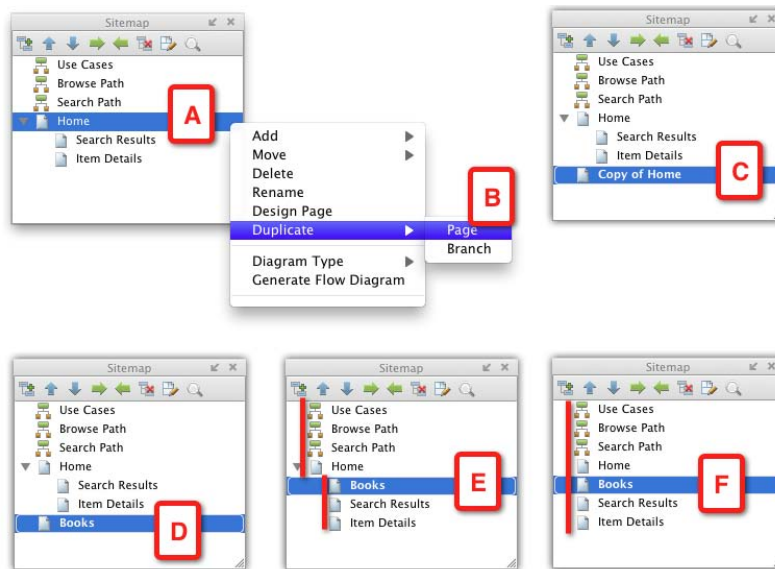 Sitemap
Use Cases
Browse Path
Search Path
Home
Search Results
Item Details
A
Add
Move
Delete
Rename
Design Page
Duplicate
Diagram Type
Generate Flow Diagram
B
Page
Branch
Sitemap
Use Cases
Browse Path
Search Path
Home
Search Results
Item Details
Copy of Home
C
Sitemap
Use Cases
Browse Path
Search Path
Home
Search Results
Item Details
Books
D
Sitemap
Use Cases
Browse Path
Search Path
Home
Books
Search Results
Item Details
E
Sitemap
Use Cases
Browse Path
Search Path
Home
Books
Search Results
Item Details
F